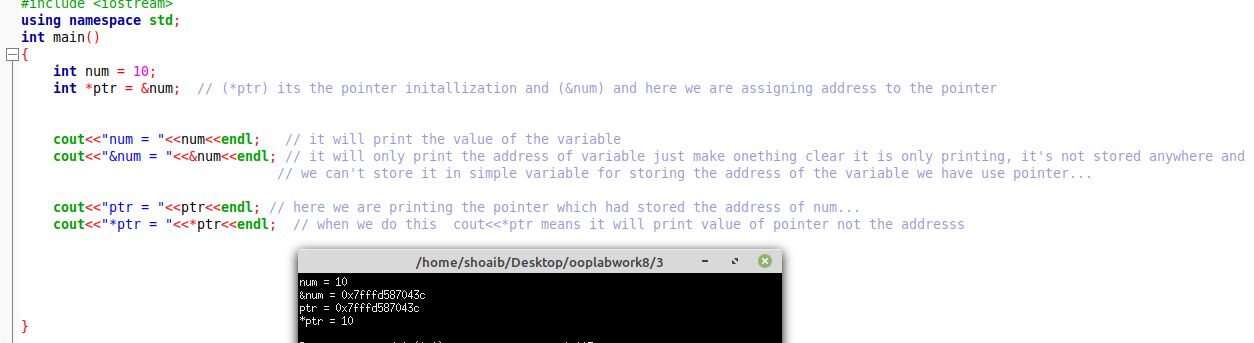 #include <iostream>
using namespace std;
int main()
{
int num = 10;
int *ptr = &num;  // (*ptr) its the pointer initallization and (&num) and here we are assigning address to the pointer
cout<<"num = "<<num<<endl;   // it will print the value of the variable
cout<<"&num = "<<&num<<endl; // it will only print the address of variable just make onething clear it is only printing, it's not stored anywhere and
// we can't store it in simple variable for storing the address of the variable we have use pointer...
cout<<"ptr = "<<ptr<<endl; // here we are printing the pointer which had stored the address of num...
cout<<"*ptr = "<<*ptr<<endl;  // when we do this  cout<<*ptr means it will print value of pointer not the addresss
/home/shoaib/Desktop/ooplabwork8/3
num = 10
&num = 0x7fffd587043c
ptr = 0x7fffd587043c
*ptr = 10
}